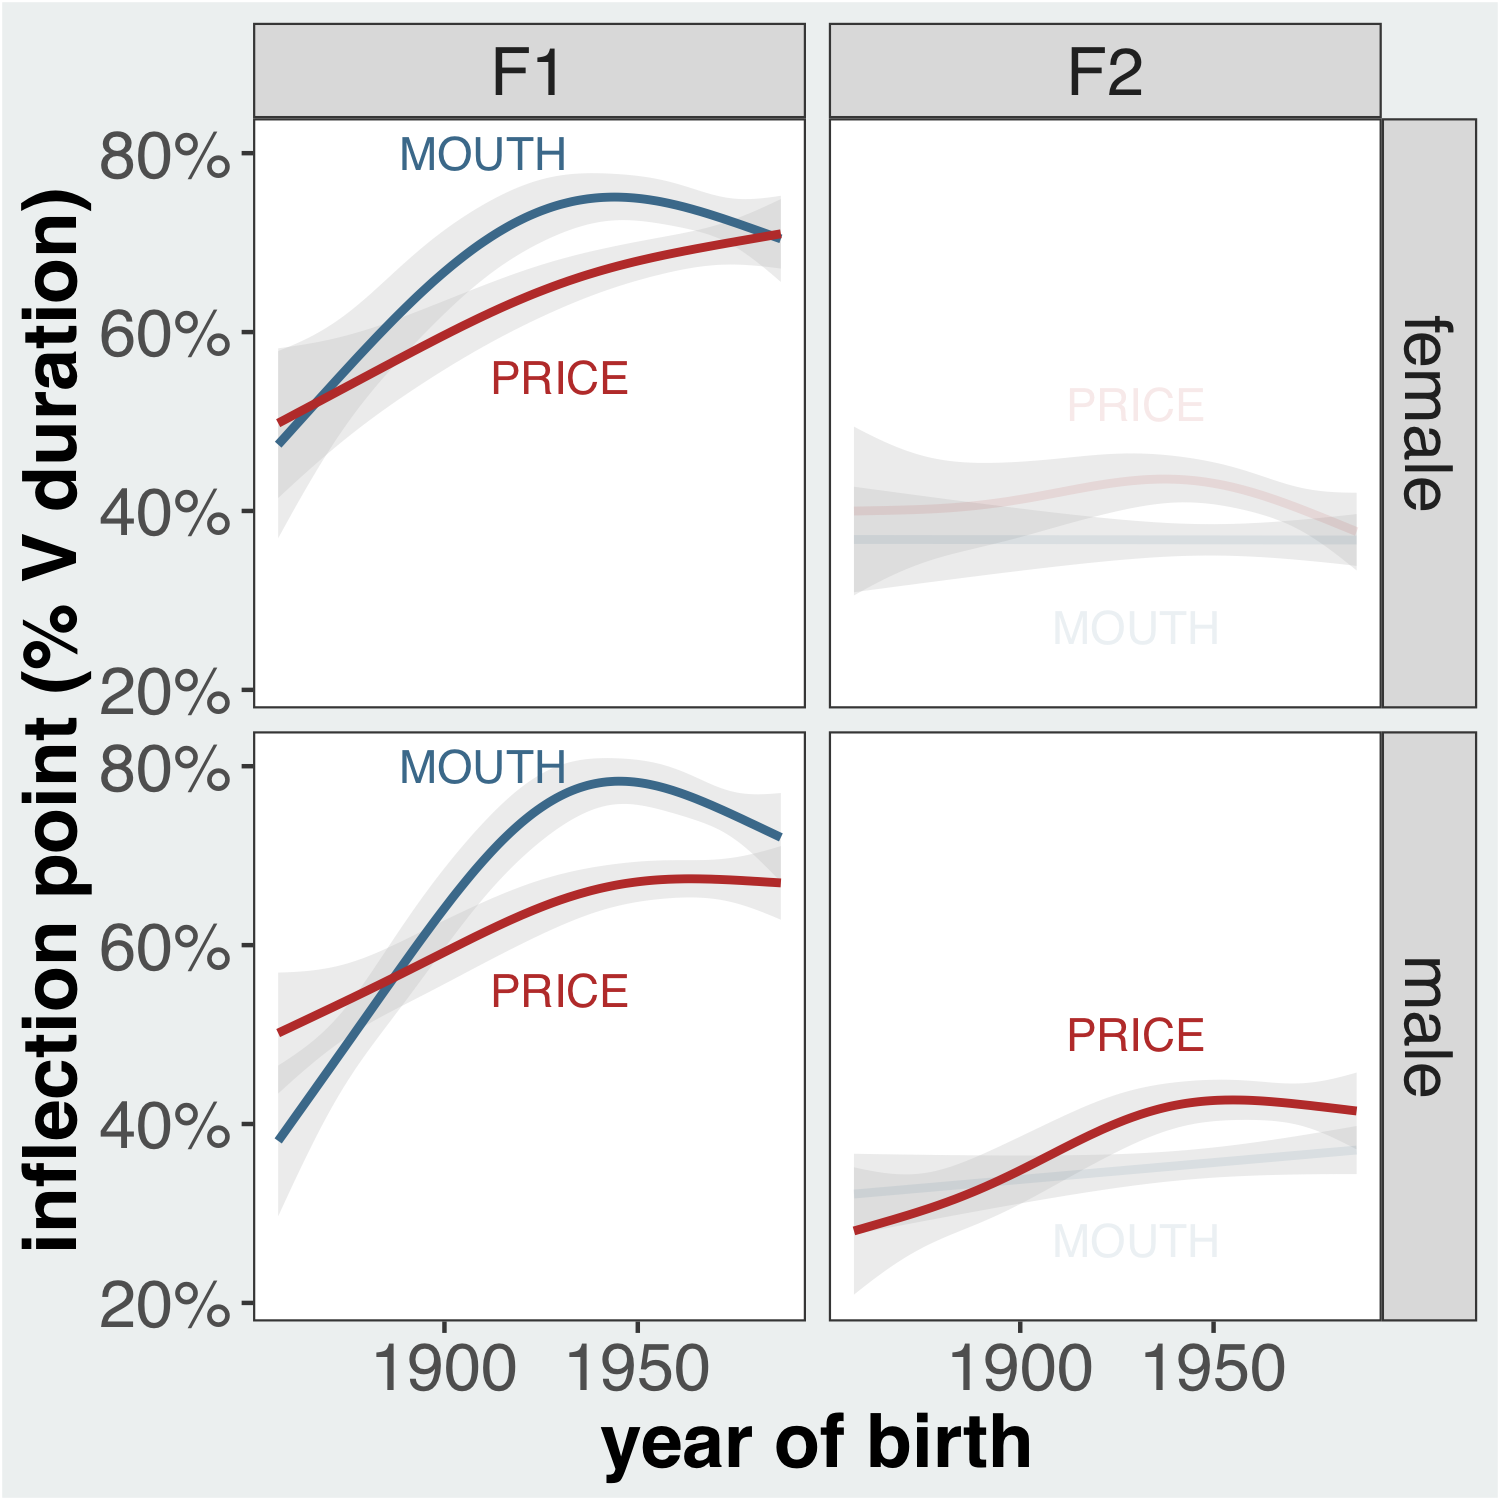 F1
F2
inflection point (% V duration)
80%
60%
40%
20%
MOUTH
PRICE
PRICE
MOUTH
female
80%
60%
40%
20%
MOUTH
PRICE
PRICE
MOUTH
male
1900
1950
1900
1950
year of birth